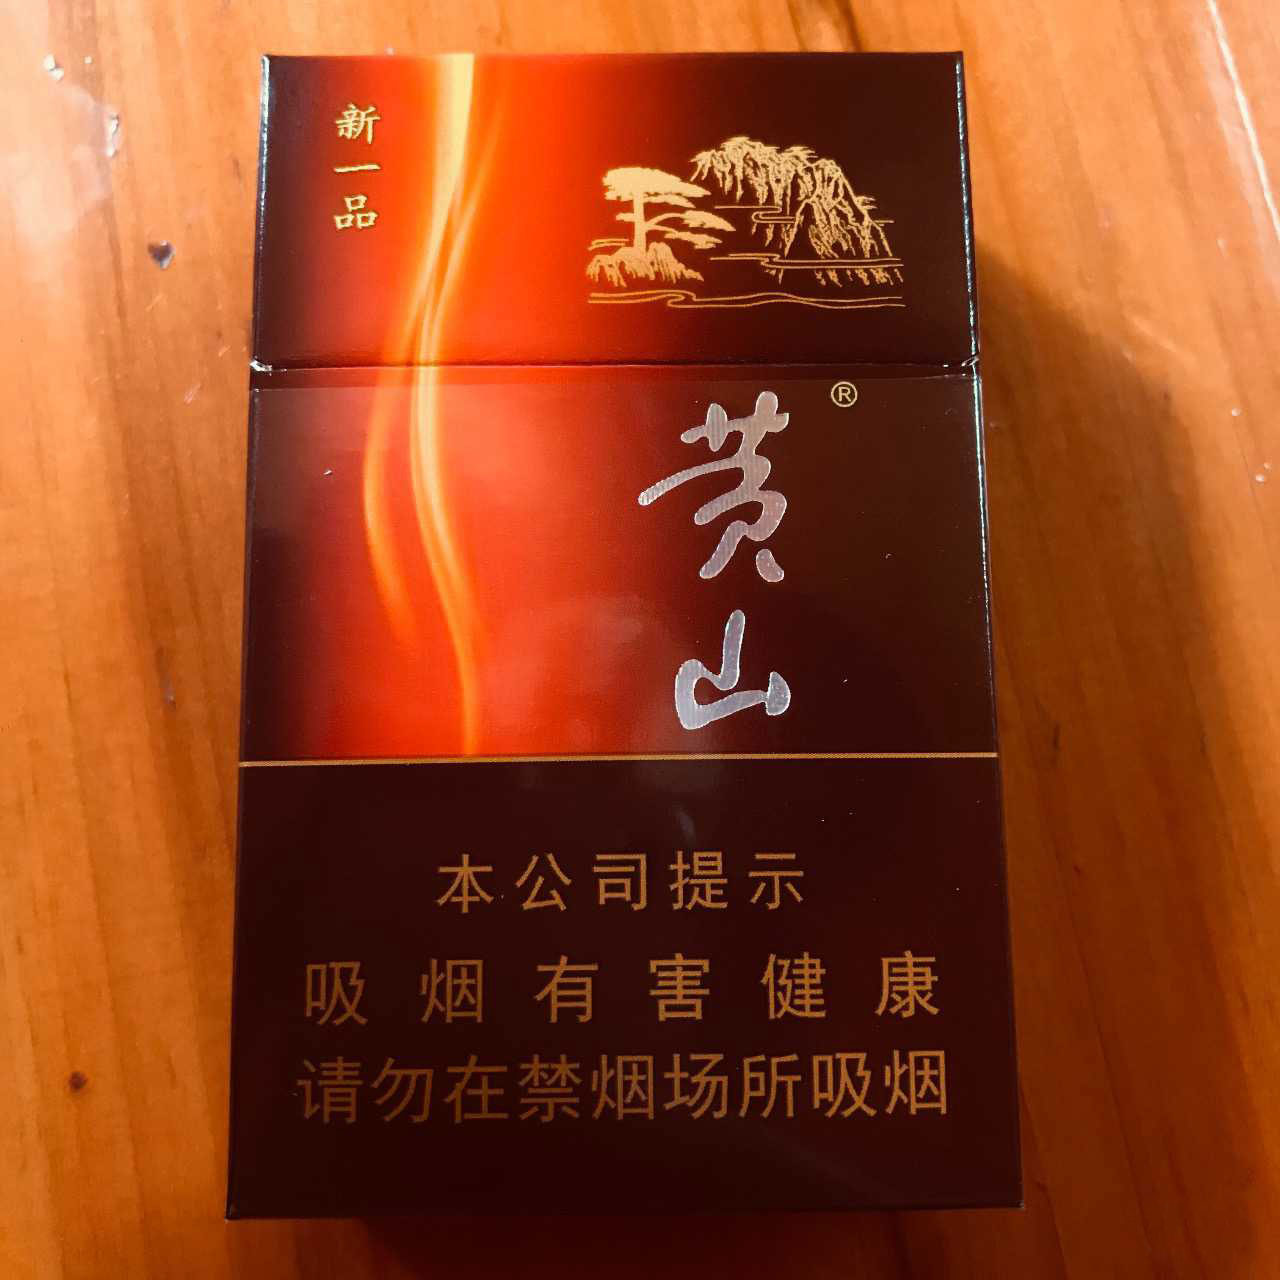 新一品
黄山®
本公司提示
吸烟有害健康
请勿在禁烟场所吸烟